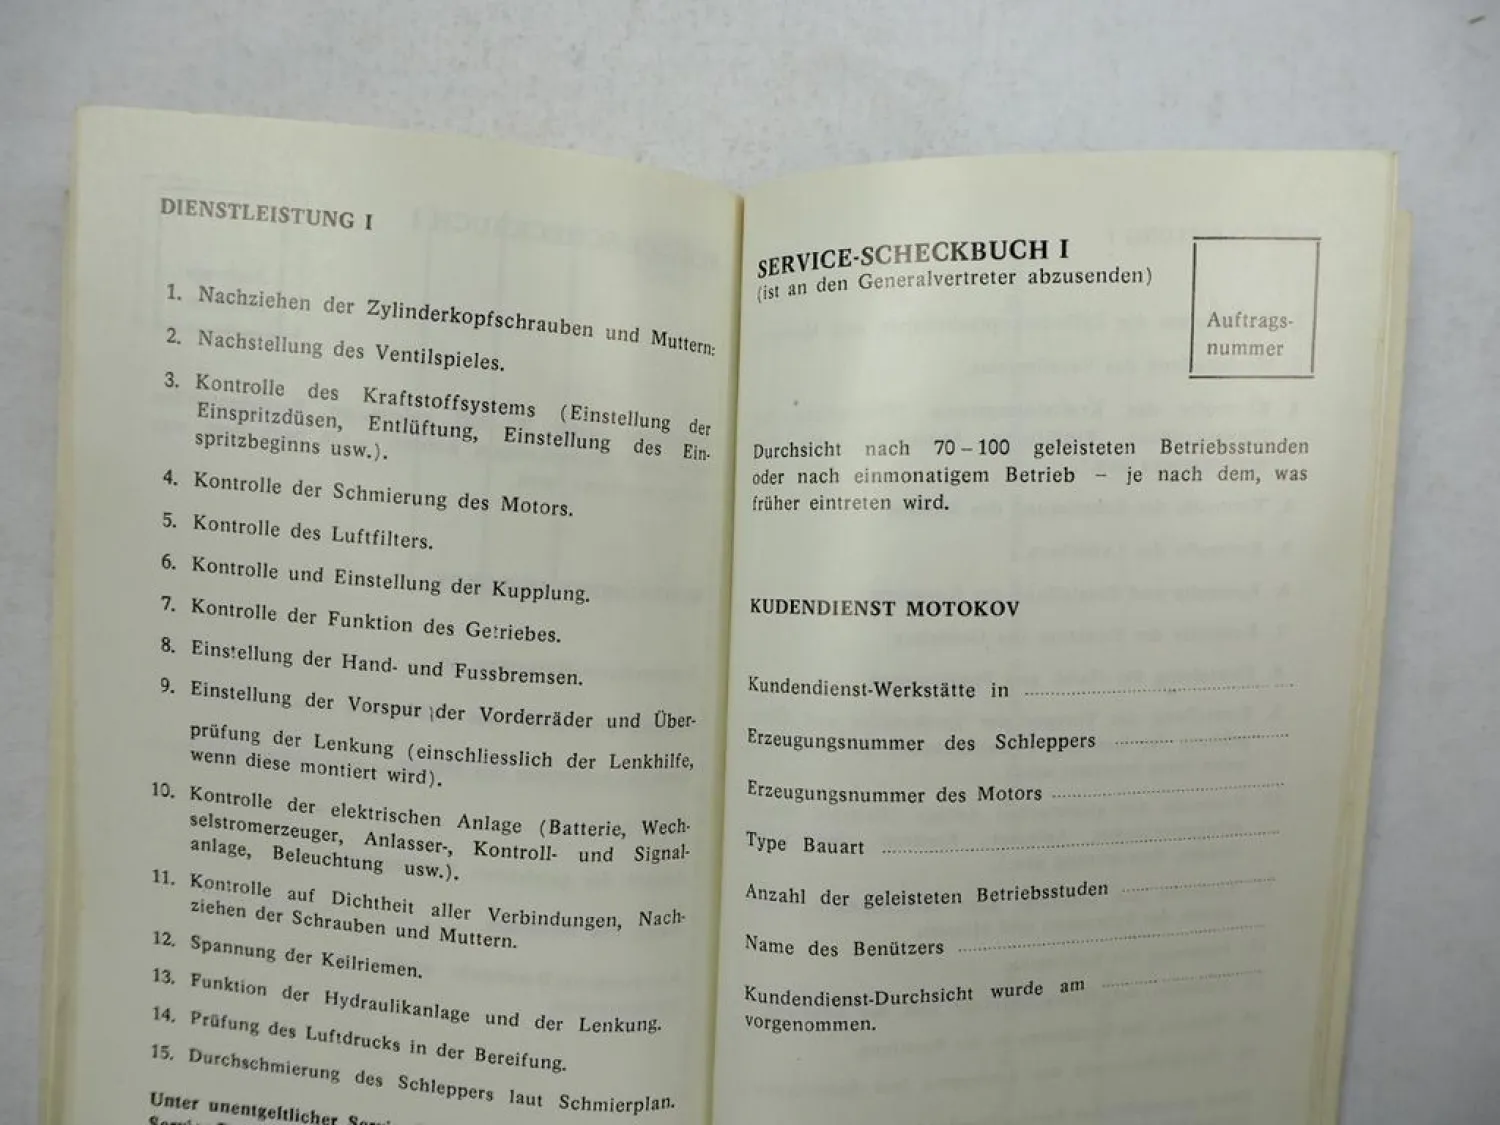 DIENSTLEISTUNG I
1. Nachziehen der Zylinderkopfschrauben und Muttern:
2. Nachstellung des Ventilspieles.
3. Kontrolle des Kraftstoffsystems (Einstellung der
Einspritzdüsen, Entlüftung, Einstellung des Ein-
spritzbeginns usw.).
4. Kontrolle der Schmierung des Motors.
5. Kontrolle des Luftfilters.
6. Kontrolle und Einstellung der Kupplung.
7. Kontrolle der Funktion des Getriebes.
8. Einstellung der Hand- und Fussbremsen.
9. Einstellung der Vorspur der Vorderräder und Über-
prüfung der Lenkung (einschliesslich der Lenkhilfe,
wenn diese montiert wird).
10. Kontrolle der elektrischen Anlage (Batterie, Wech-
selstromerzeuger, Anlasser-, Kontroll- und Signal-
anlage, Beleuchtung usw.).
11. Kontrolle auf Dichtheit aller Verbindungen, Nach-
ziehen der Schrauben und Muttern.
12. Spannung der Keilriemen.
13. Funktion der Hydraulikanlage und der Lenkung.
14. Prüfung des Luftdrucks in der Bereifung.
15. Durchschmierung des Schleppers laut Schmierplan.
Unter unentgeltlicher
SERVICE-SCHECKBUCH I
(ist an den Generalvertreter abzusenden)
Auftrags-
nummer
Durchsicht nach 70 – 100 geleisteten Betriebsstunden
oder nach einmonatigem Betrieb – je nach dem, was
früher eintreten wird.
KUDENDIENST MOTOKOV
Kundendienst-Werkstätte in
Erzeugungsnummer des Schleppers
Erzeugungsnummer des Motors
Type Bauart
Anzahl der geleisteten Betriebsstuden
Name des Benützers
Kundendienst-Durchsicht wurde am
vorgenommen.